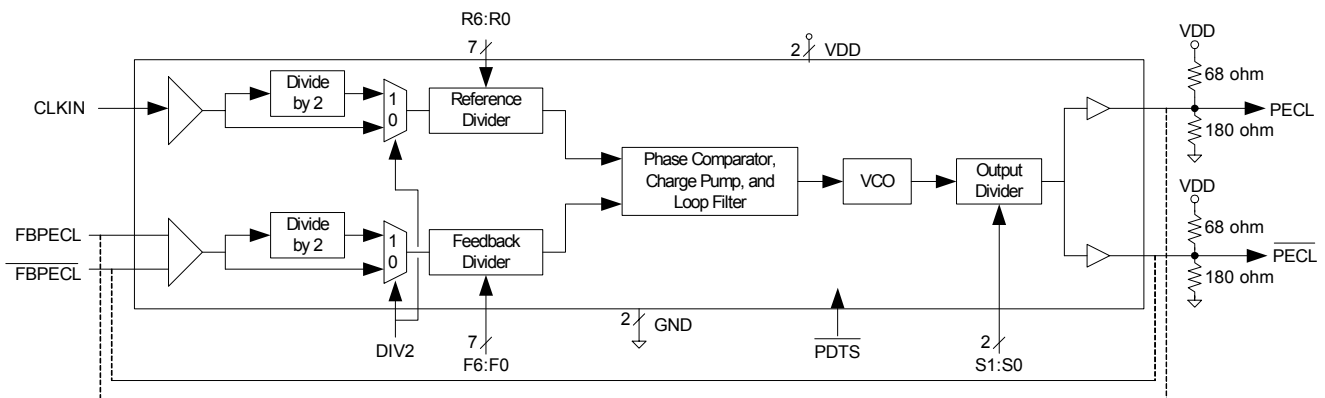 R6:R0
7
2
VDD
VDD
68 ohm
PECL
180 ohm
CLKIN
Divide
by 2
1
0
Reference
Divider
Phase Comparator,
Charge Pump, and
Loop Filter
VCO
Output
Divider
VDD
68 ohm
PECL
180 ohm
FBPECL
FBPECL
Divide
by 2
1
0
Feedback
Divider
DIV2
7
F6:F0
2
GND
PDTS
2
S1:S0